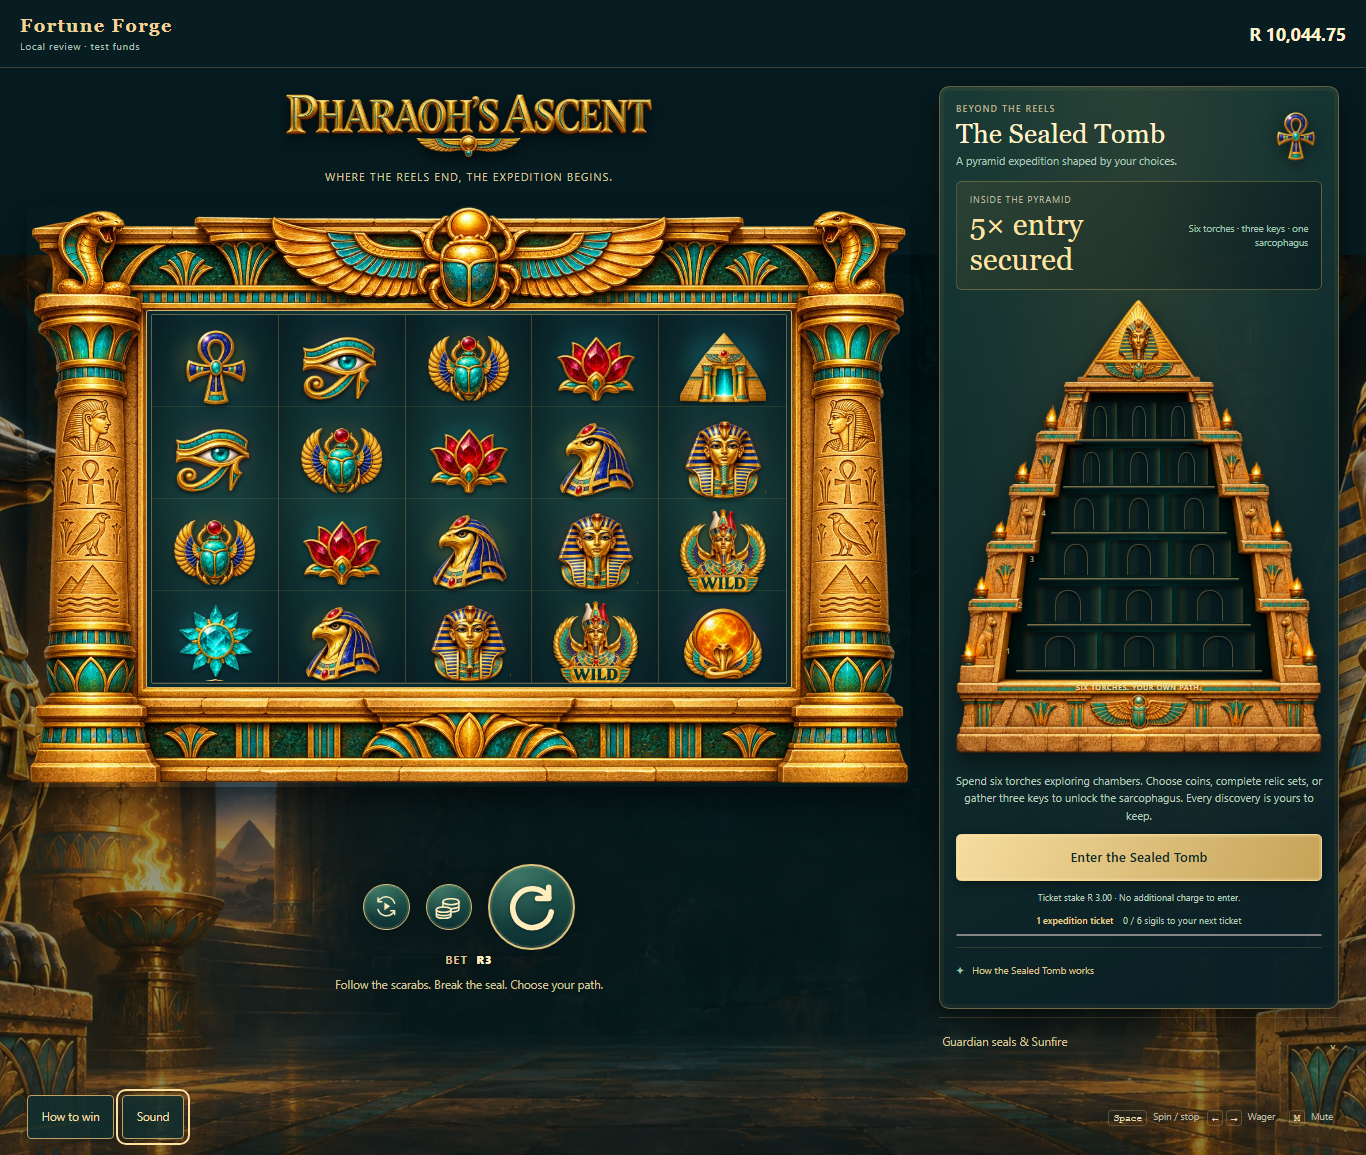 Fortune Forge
Local review · test funds
R 10,044.75
PHARAOH'S ASCENT
WHERE THE REELS END, THE EXPEDITION BEGINS.
WILD
WILD
BET R3
Follow the scarabs. Break the seal. Choose your path.
How to win
Sound
BEYOND THE REELS
The Sealed Tomb
A pyramid expedition shaped by your choices.
INSIDE THE PYRAMID
5× entry
secured
Six torches · three keys · one
sarcophagus
4
3
1
SIX TORCHES. YOUR OWN PATH.
Spend six torches exploring chambers. Choose coins, complete relic sets, or
gather three keys to unlock the sarcophagus. Every discovery is yours to
keep.
Enter the Sealed Tomb
Ticket stake R 3.00 · No additional charge to enter.
1 expedition ticket 0 / 6 sigils to your next ticket
How the Sealed Tomb works
Guardian seals & Sunfire
Space Spin / stop ← → Wager M Mute